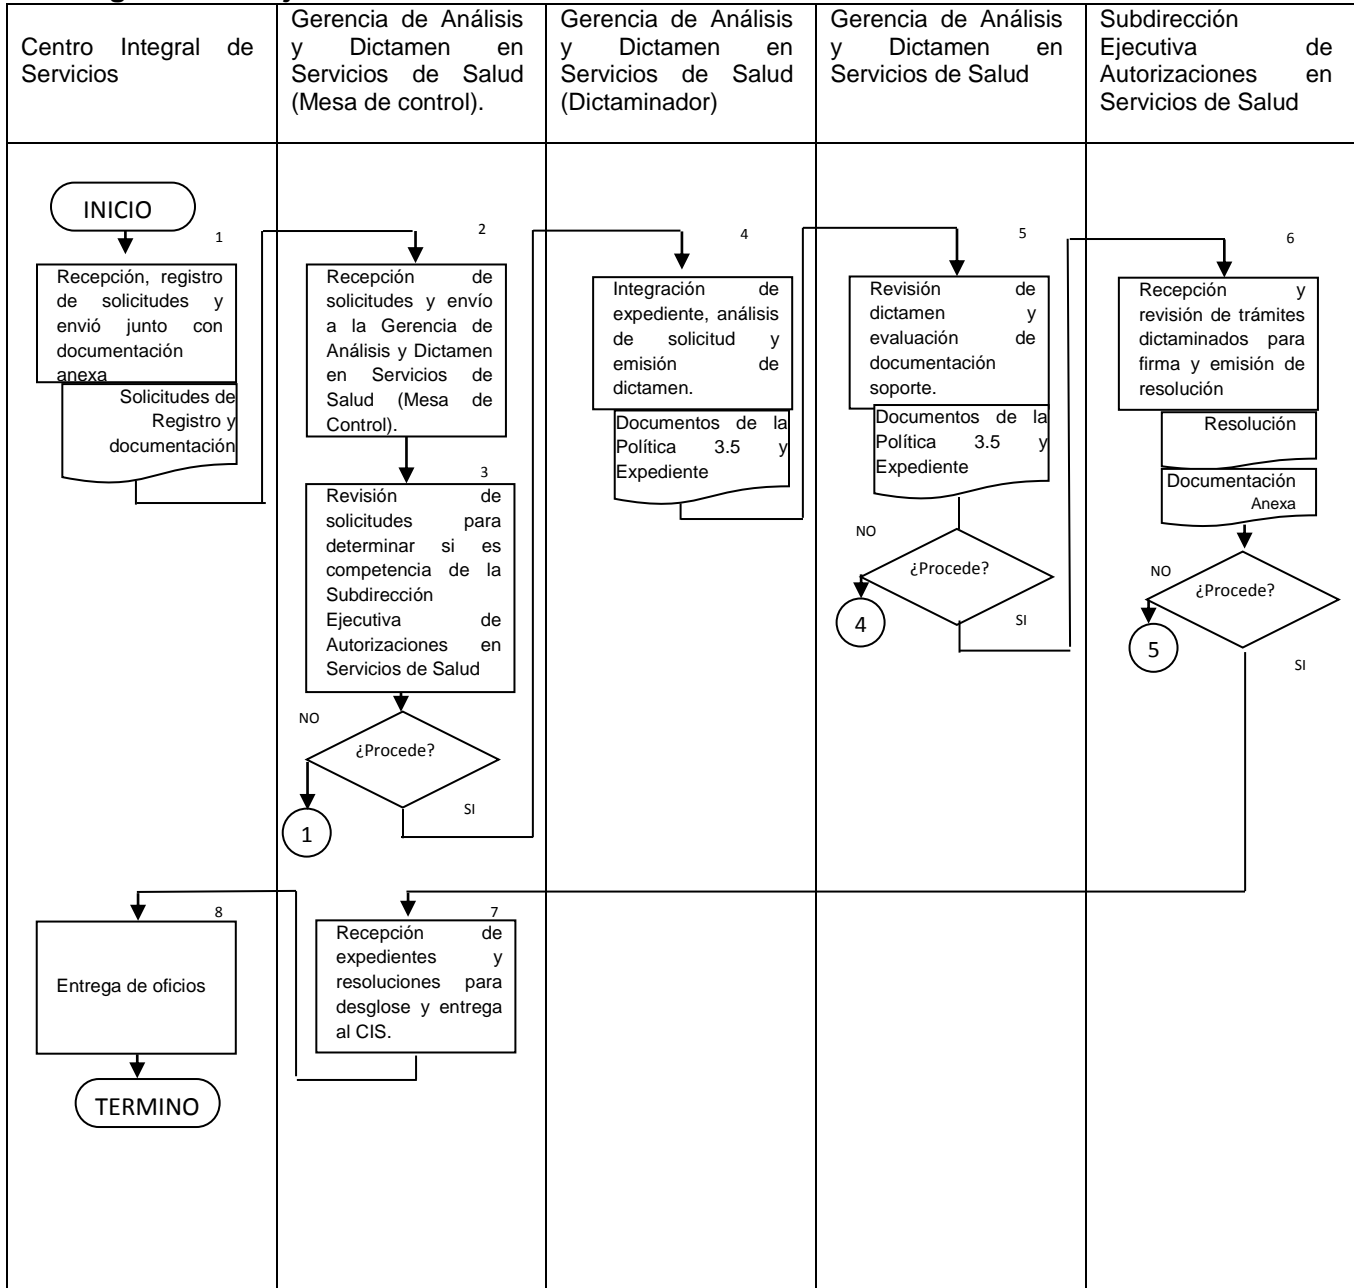 Centro Integral de
Servicios
Gerencia de Análisis
y Dictamen en
Servicios de Salud
(Mesa de control).
Gerencia de Análisis
y Dictamen en
Servicios de Salud
(Dictaminador)
Gerencia de Análisis
y Dictamen en
Servicios de Salud
Subdirección
Ejecutiva de
Autorizaciones en
Servicios de Salud
INICIO
1
Recepción, registro
de solicitudes y
envió junto con
documentación
anexa
Solicitudes de
Registro y
documentación
2
Recepción de
solicitudes y envío
a la Gerencia de
Análisis y Dictamen
en Servicios de
Salud (Mesa de
Control).
3
Revisión de
solicitudes para
determinar si es
competencia de la
Subdirección
Ejecutiva de
Autorizaciones en
Servicios de Salud
NO
¿Procede?
SI
1
4
Integración de
expediente, análisis
de solicitud y
emisión de
dictamen.
Documentos de la
Política 3.5 y
Expediente
5
Revisión de
dictamen y
evaluación de
documentación
soporte.
Documentos de la
Política 3.5 y
Expediente
NO
¿Procede?
SI
4
6
Recepción y
revisión de trámites
dictaminados para
firma y emisión de
resolución
Resolución
Documentación
Anexa
NO
¿Procede?
SI
5
7
Recepción de
expedientes y
resoluciones para
desglose y entrega
al CIS.
8
Entrega de oficios
TERMINO